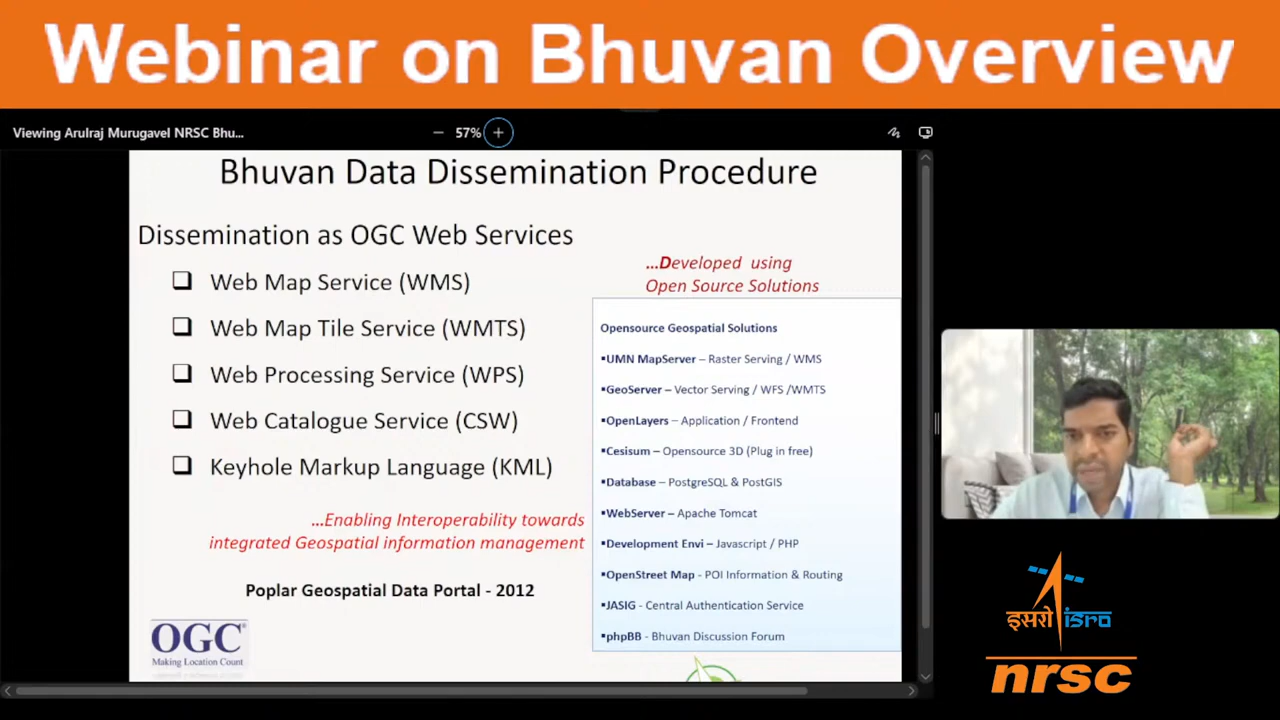 Webinar on Bhuvan Overview
Viewing Arulraj Murugavel NRSC Bhu...
57%
Bhuvan Data Dissemination Procedure
Dissemination as OGC Web Services
Web Map Service (WMS)
Web Map Tile Service (WMTS)
Web Processing Service (WPS)
Web Catalogue Service (CSW)
Keyhole Markup Language (KML)
...Enabling Interoperability towards
integrated Geospatial information management
Poplar Geospatial Data Portal - 2012
OGC®
Making Location Count
...Developed using
Open Source Solutions
Opensource Geospatial Solutions
▪UMN MapServer – Raster Serving / WMS
▪GeoServer – Vector Serving / WFS /WMTS
▪OpenLayers – Application / Frontend
▪Cesisum – Opensource 3D (Plug in free)
▪Database – PostgreSQL & PostGIS
▪WebServer – Apache Tomcat
▪Development Envi – Javascript / PHP
▪OpenStreet Map - POI Information & Routing
▪JASIG - Central Authentication Service
▪phpBB - Bhuvan Discussion Forum
इसरो isro
nrsc